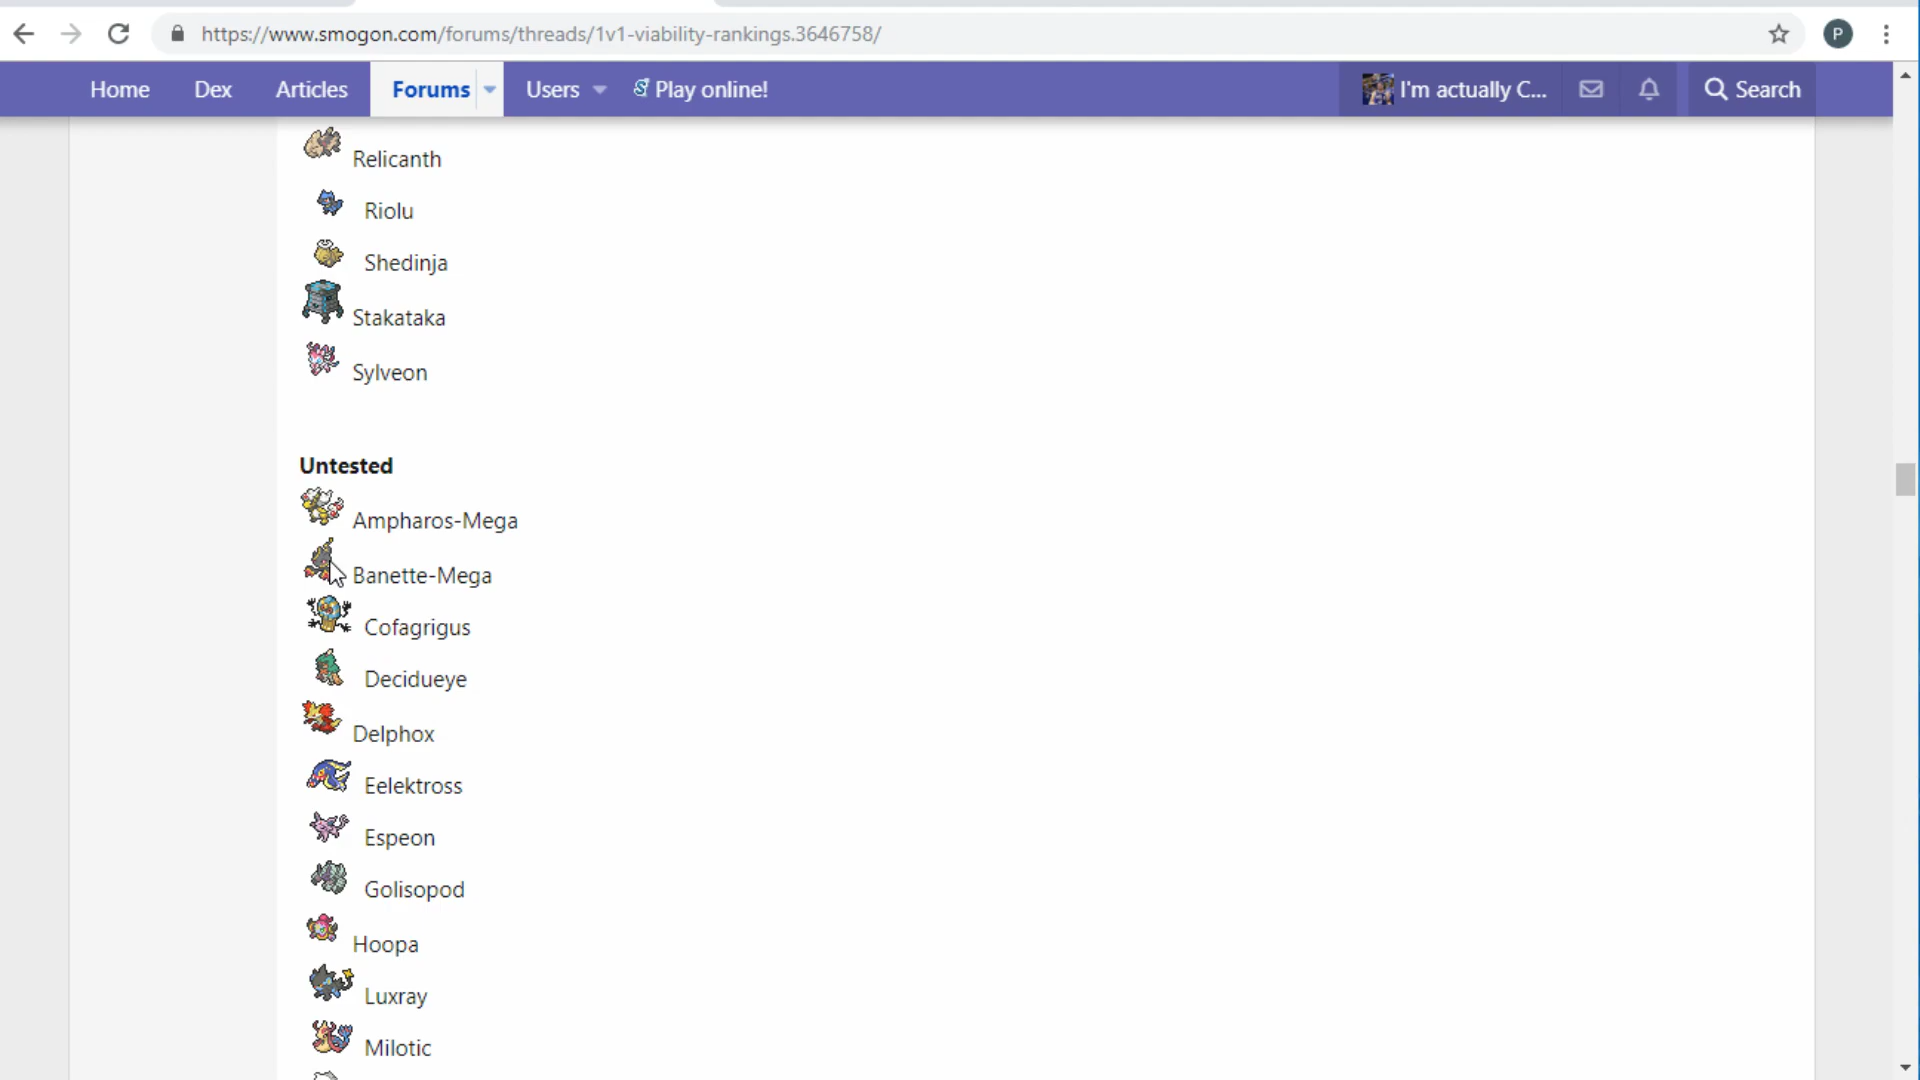 https://www.smogon.com/forums/threads/1v1-viability-rankings.3646758/
P
Home Dex Articles Forums Users Play online! I'm actually C... Search
Relicanth
Riolu
Shedinja
Stakataka
Sylveon
Untested
Ampharos-Mega
Banette-Mega
Cofagrigus
Decidueye
Delphox
Eelektross
Espeon
Golisopod
Hoopa
Luxray
Milotic